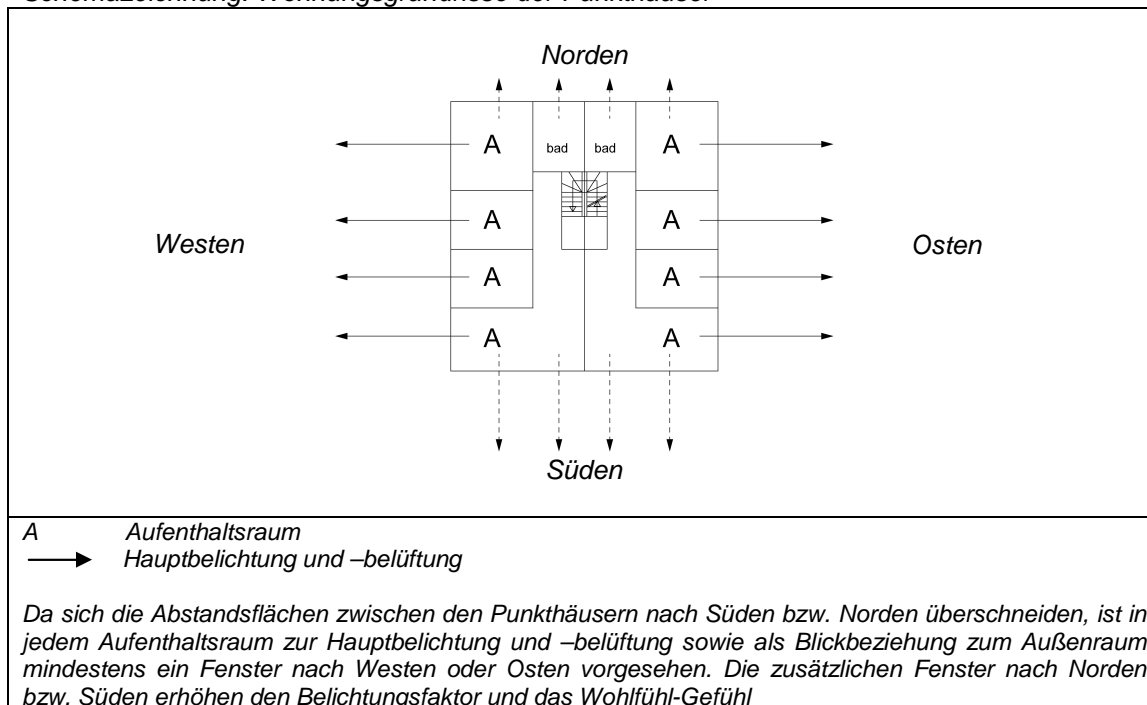 Schemazeichnung: Wohnungsgrundrisse der Punkthäuser
Norden
A bad bad A
A A
Westen Osten
A A
A A
Süden
A Aufenthaltsraum
Hauptbelichtung und –belüftung
Da sich die Abstandsflächen zwischen den Punkthäusern nach Süden bzw. Norden überschneiden, ist in
jedem Aufenthaltsraum zur Hauptbelichtung und –belüftung sowie als Blickbeziehung zum Außenraum
mindestens ein Fenster nach Westen oder Osten vorgesehen. Die zusätzlichen Fenster nach Norden
bzw. Süden erhöhen den Belichtungsfaktor und das Wohlfühl-Gefühl